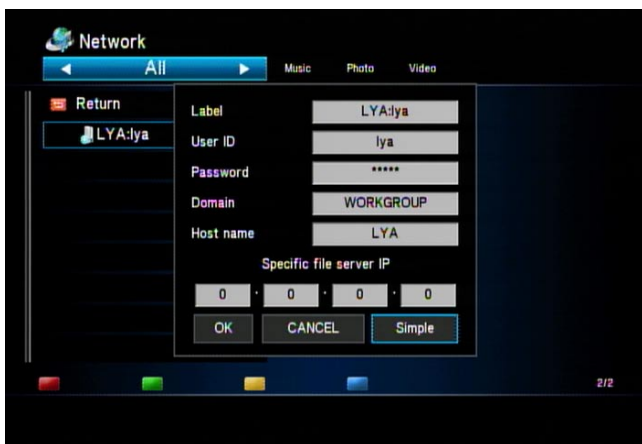 Network
All Music Photo Video
Return
LYA:lya
Label LYA:lya
User ID lya
Password *****
Domain WORKGROUP
Host name LYA
Specific file server IP
0 . 0 . 0 . 0
OK CANCEL Simple
2/2